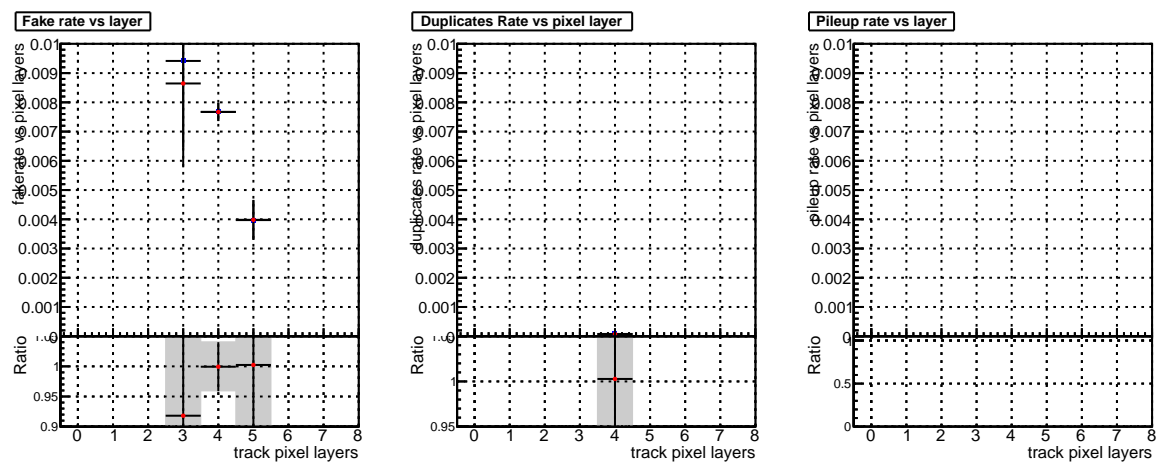 Fake rate vs layer
fakerate vs pixel layers
0.01
0.009
0.008
0.007
0.006
0.005
0.004
0.003
0.002
0.001
0
Ratio
1
0.95
0.9
0 1 2 3 4 5 6 7 8
track pixel layers
Duplicates Rate vs pixel layer
duplicates rate vs pixel layers
0.01
0.009
0.008
0.007
0.006
0.005
0.004
0.003
0.002
0.001
0
Ratio
1
0.95
0 1 2 3 4 5 6 7 8
track pixel layers
Pileup rate vs layer
pileup rate vs pixel layers
0.01
0.009
0.008
0.007
0.006
0.005
0.004
0.003
0.002
0.001
0
Ratio
0.5
0
0 1 2 3 4 5 6 7 8
track pixel layers